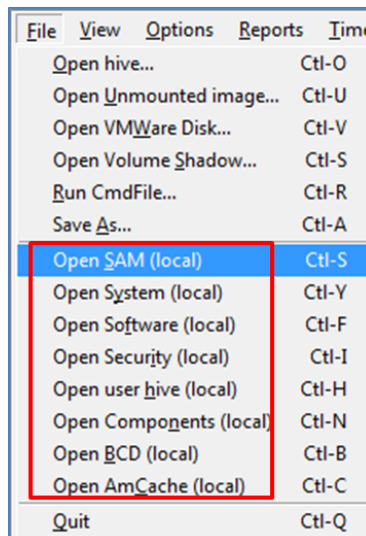 File View Options Reports
Open hive... Ctl-O
Open Unmounted image... Ctl-U
Open VMWare Disk... Ctl-V
Open Volume Shadow... Ctl-S
Run CmdFile... Ctl-R
Save As... Ctl-A
Open SAM (local) Ctl-S
Open System (local) Ctl-Y
Open Software (local) Ctl-F
Open Security (local) Ctl-I
Open user hive (local) Ctl-H
Open Components (local) Ctl-N
Open BCD (local) Ctl-B
Open AmCache (local) Ctl-C
Quit Ctl-Q